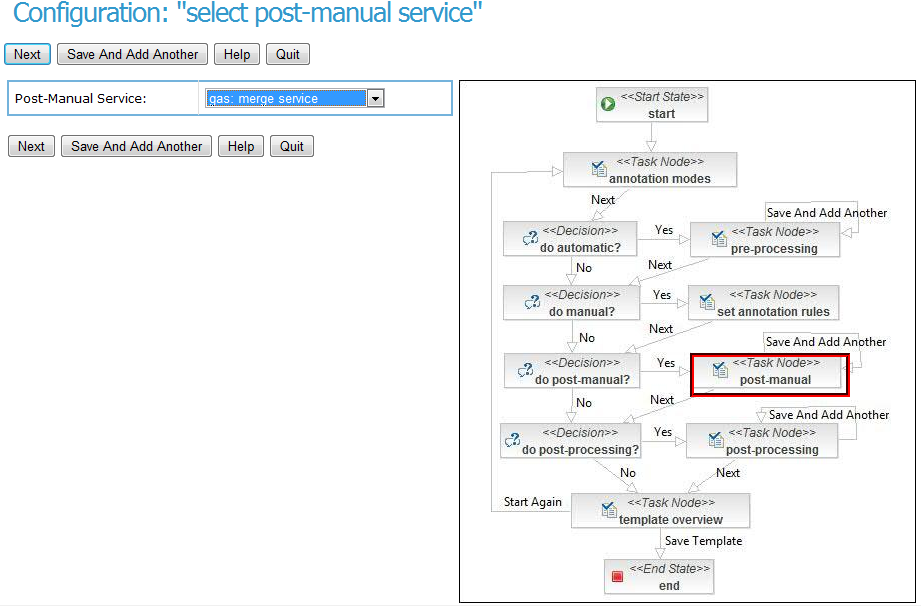 Configuration: "select post-manual service"
Next
Save And Add Another
Help
Quit
Post-Manual Service:
gas: merge service
Next
Save And Add Another
Help
Quit
<<Start State>>
start
<<Task Node>>
annotation modes
Next
<<Decision>>
do automatic?
Yes
<<Task Node>>
pre-processing
Save And Add Another
No
Next
<<Decision>>
do manual?
Yes
<<Task Node>>
set annotation rules
No
Next
<<Decision>>
do post-manual?
Yes
<<Task Node>>
post-manual
Save And Add Another
No
Next
<<Decision>>
do post-processing?
Yes
<<Task Node>>
post-processing
Save And Add Another
No
Next
Start Again
<<Task Node>>
template overview
Save Template
<<End State>>
end